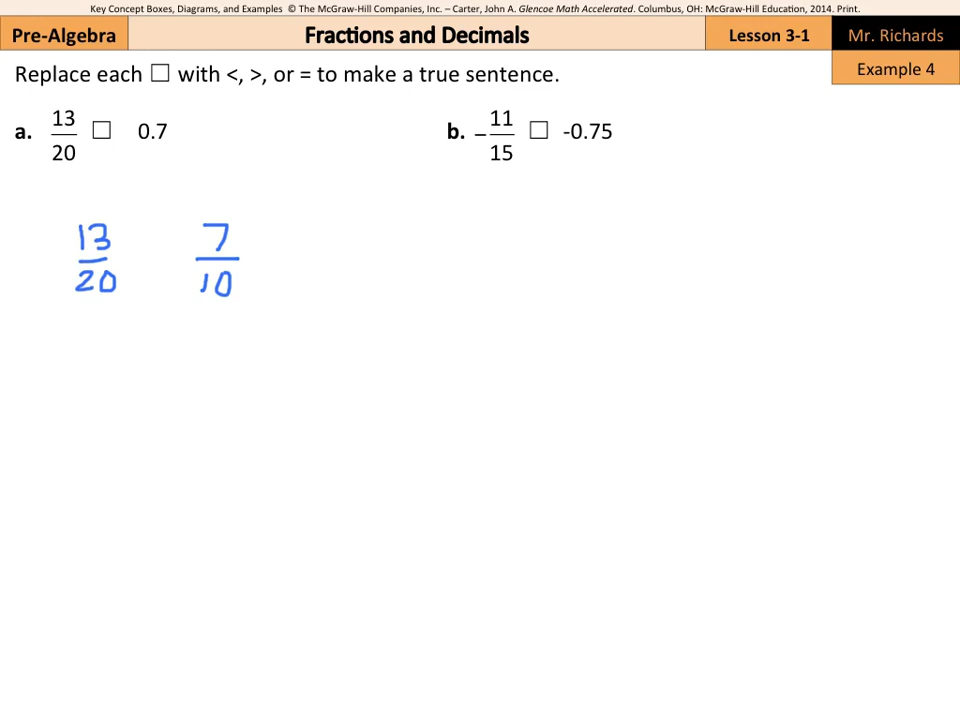 Key Concept Boxes, Diagrams, and Examples © The McGraw-Hill Companies, Inc. – Carter, John A. Glencoe Math Accelerated. Columbus, OH: McGraw-Hill Education, 2014. Print.
Pre-Algebra Fractions and Decimals Lesson 3-1 Mr. Richards
Replace each □ with <, >, or = to make a true sentence. Example 4
a. 13/20 □ 0.7 b. –11/15 □ -0.75
13/20 7/10